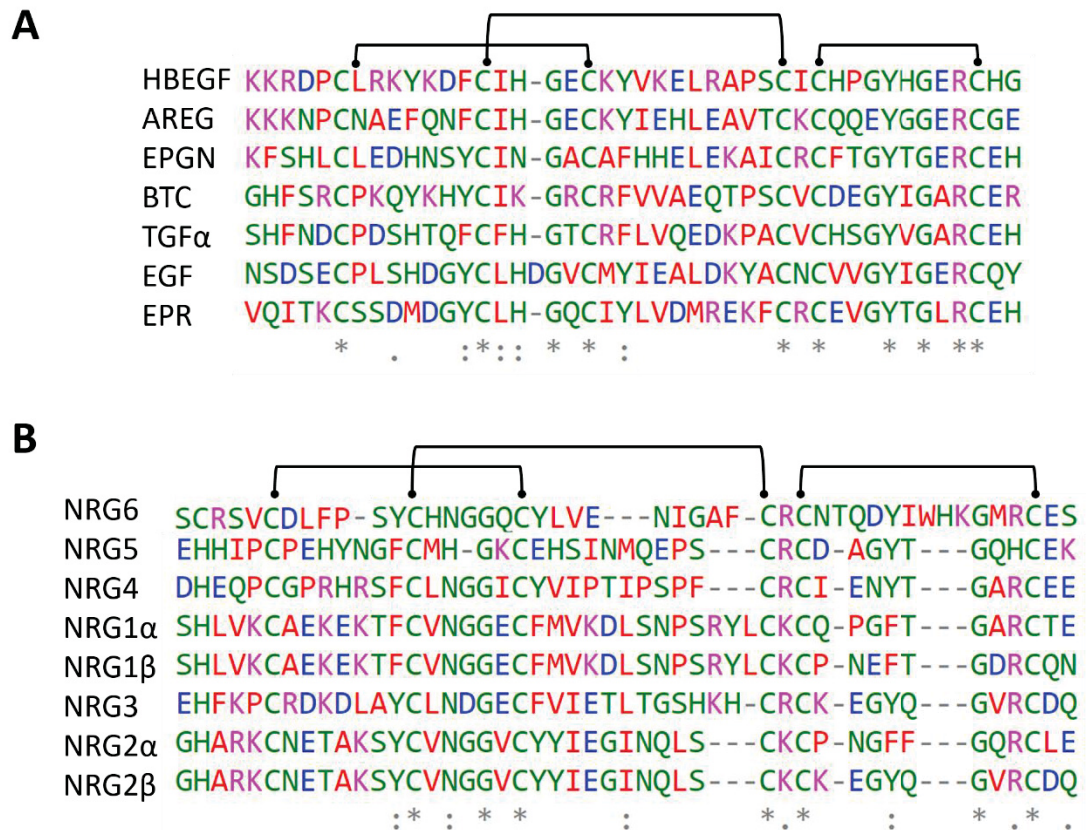 A
HBEGF KKRDPCLRKYKDFCIH-GECKYVKELRAPSCICHPGYHGERCHG
AREG KKKNPCNAEFQNFCIH-GECKYIEHLEAVTCKCQQEYGGERCGE
EPGN KFSHLCLEDHNSYCIN-GACAFHHELEKAICRCFTGYTGERCEH
BTC GHFSRCPKQYKHYCIK-GRCRFVVAEQTPSCVCDEGYIGARCER
TGFα SHFNDCPDSHTQFCFH-GTCRFLVQEDKPACVCHSGYVGARCEH
EGF NSDSECPLSHDGYCLHDGVCMYIEALDKYACNCVVGYIGERCQY
EPR VQITKCSSDMDGYCLH-GQCIYLVDMREKFCRCEVGYTGLRCEH
* . :*:: * * : * * * * **
B
NRG6 SCRSVCDLFP-SYCHNGGQCYLVE---NIGAF-CRCNTQDYIWHKGMRCES
NRG5 EHHIPCPEHYNGFCMH-GKCEHSINMQEPS---CRCD-AGYT---GQHCEK
NRG4 DHEQPCGPRHRSFCLNGGICYVIPTIPSPF---CRCI-ENYT---GARCEE
NRG1α SHLVKCAEKEKTFCVNGGECFMVKDLSNPSRYLCKCQ-PGFT---GARCTE
NRG1β SHLVKCAEKEKTFCVNGGECFMVKDLSNPSRYLCKCP-NEFT---GDRCQN
NRG3 EHFKPCRDKDLAYCLNDGECFVIETLTGSHKH-CRCK-EGYQ---GVRCDQ
NRG2α GHARKCNETAKSYCVNGGVCYYIEGINQLS---CKCP-NGFF---GQRCLE
NRG2β GHARKCNETAKSYCVNGGVCYYIEGINQLS---CKCK-EGYQ---GVRCDQ
:* : * * : *.* : * .* .